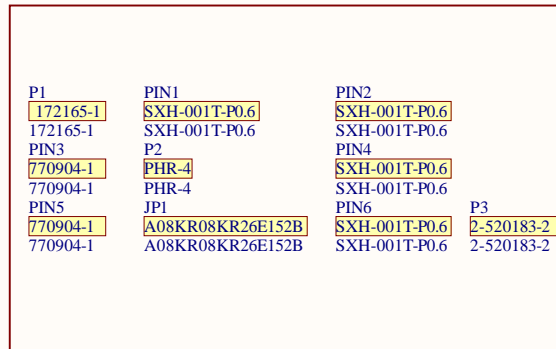 P1 PIN1 PIN2
172165-1 SXH-001T-P0.6 SXH-001T-P0.6
172165-1 SXH-001T-P0.6 SXH-001T-P0.6
PIN3 P2 PIN4
770904-1 PHR-4 SXH-001T-P0.6
770904-1 PHR-4 SXH-001T-P0.6
PIN5 JP1 PIN6 P3
770904-1 A08KR08KR26E152B SXH-001T-P0.6 2-520183-2
770904-1 A08KR08KR26E152B SXH-001T-P0.6 2-520183-2